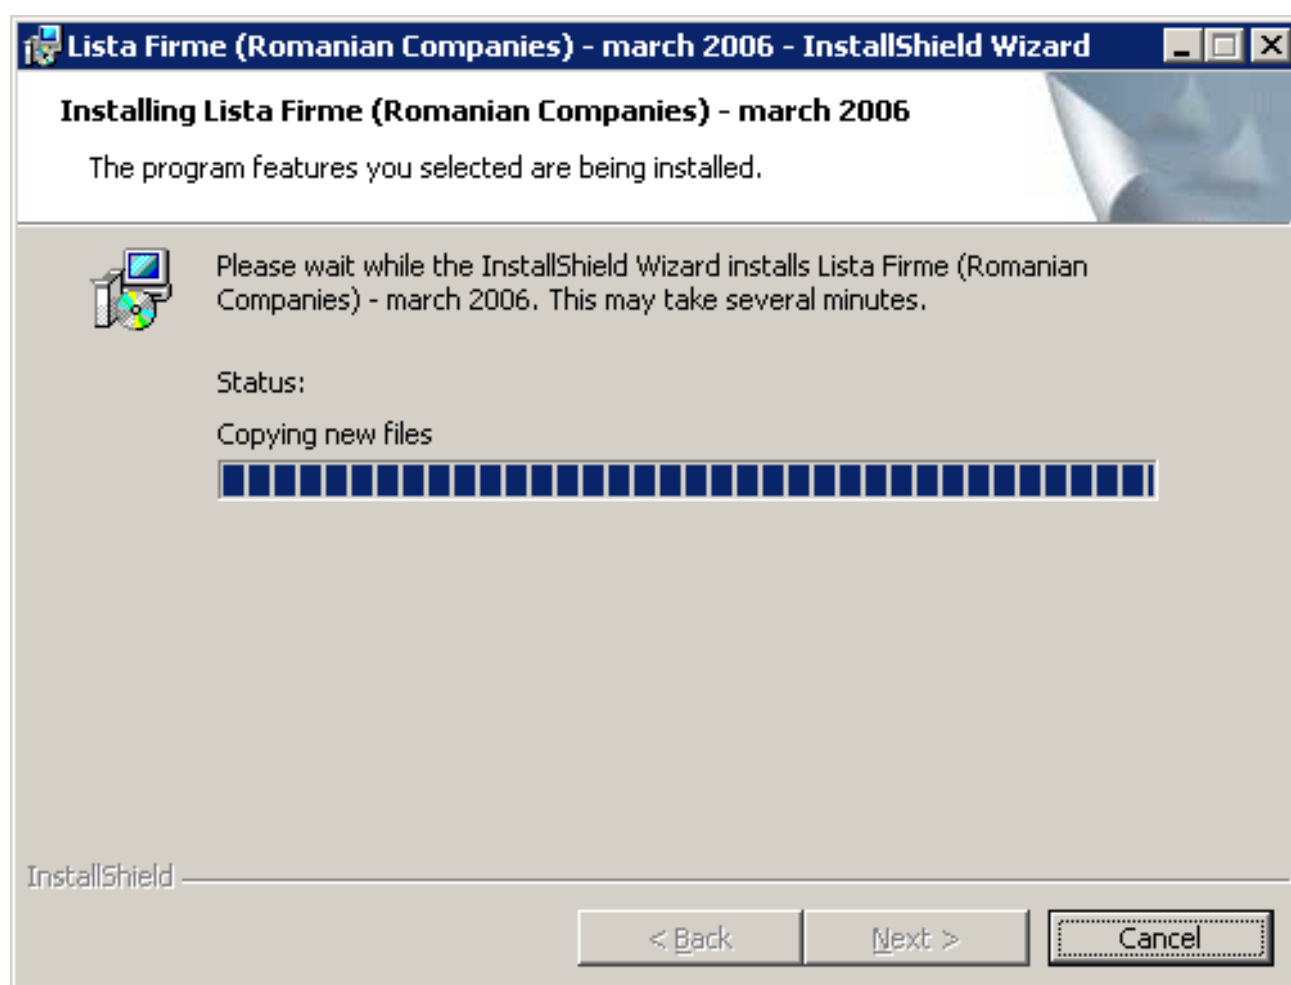 Lista Firme (Romanian Companies) - march 2006 - InstallShield Wizard
Installing Lista Firme (Romanian Companies) - march 2006
The program features you selected are being installed.
Please wait while the InstallShield Wizard installs Lista Firme (Romanian
Companies) - march 2006. This may take several minutes.
Status:
Copying new files
InstallShield
< Back
Next >
Cancel